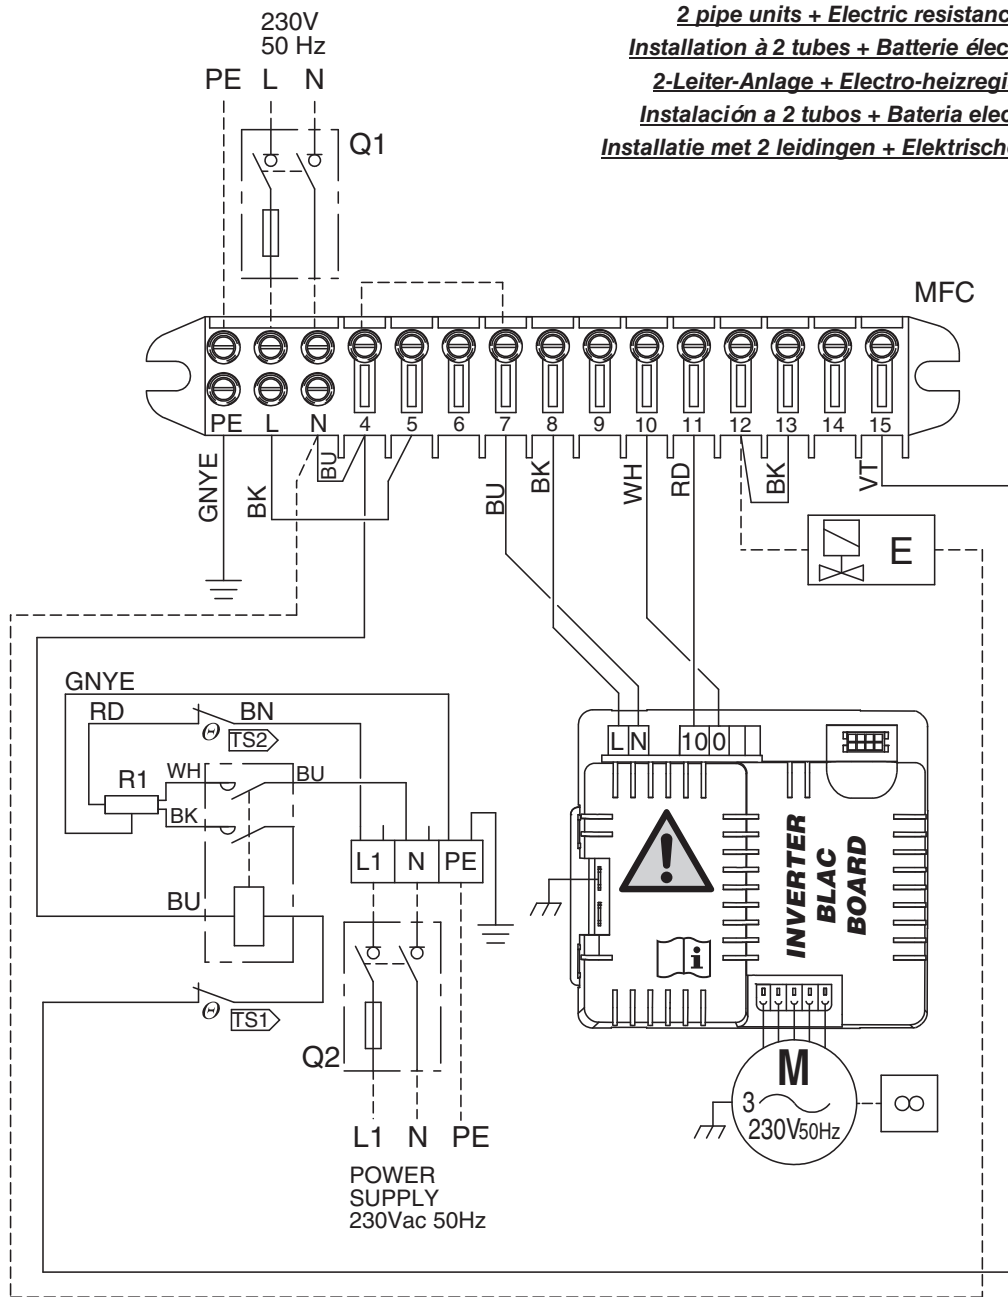 2 pipe units + Electric resistanc
Installation à 2 tubes + Batterie élec
2-Leiter-Anlage + Electro-heizregi
Instalación a 2 tubos + Bateria elec
Installatie met 2 leidingen + Elektrisch
230V
50 Hz
PE L N
Q1
MFC
PE L N 4 5 6 7 8 9 10 11 12 13 14 15
GNYE
BK
BU
BU
BK
WH
RD
BK
VT
E
GNYE
RD
BN
TS2
R1
WH
BU
BK
L1 N PE
BU
TS1
Q2
L N 10 0
INVERTER
BLAC
BOARD
i
M
3
230V50Hz
L1 N PE
POWER
SUPPLY
230Vac 50Hz